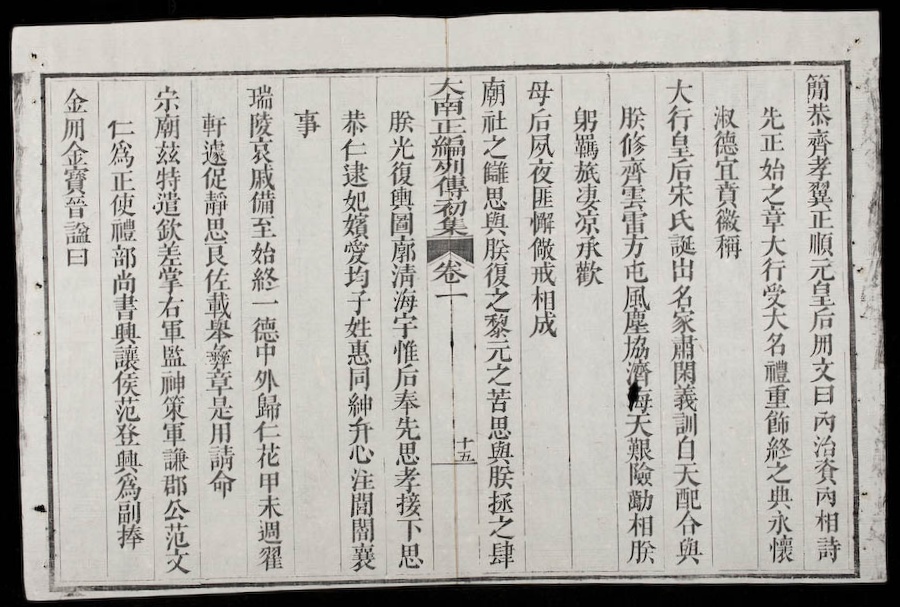 簡恭齊孝翼正順元皇后冊文曰內治資內相詩
先正始之章大行受大名禮重飾終之典永懷
淑德宜賁徽稱
大行皇后宋氏誕出名家肅閑義訓自天配合與
朕修齊雲雷方屯風塵協濟海天艱險勸相朕
躬羈旅凄凉承歡
母后夙夜匪懈儆戒相成
廟社之讎思與朕復之黎元之苦思與朕拯之肆
大南正編列傳初集 卷一 十五
朕光復輿圖廓清海宇惟后奉先思孝接下思
恭仁逮妃嬪愛均子姓惠同紳弁心注閭閻襄
事
瑞陵哀戚備至始終一德中外歸仁花甲未週翟
軿遽促靜思良佐載舉彝章是用請命
宗廟玆特遣欽差掌右軍監神策軍謙郡公范文
仁爲正使禮部尚書興讓侯范登興爲副捧
金冊金寶晉謚曰